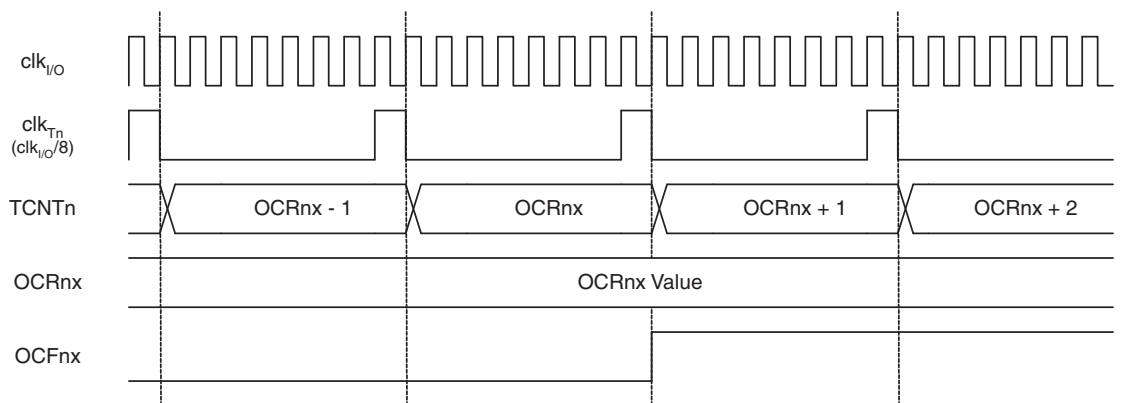 clkI/O
clkTn
(clkI/O/8)
TCNTn
OCRnx - 1
OCRnx
OCRnx + 1
OCRnx + 2
OCRnx
OCRnx Value
OCFnx